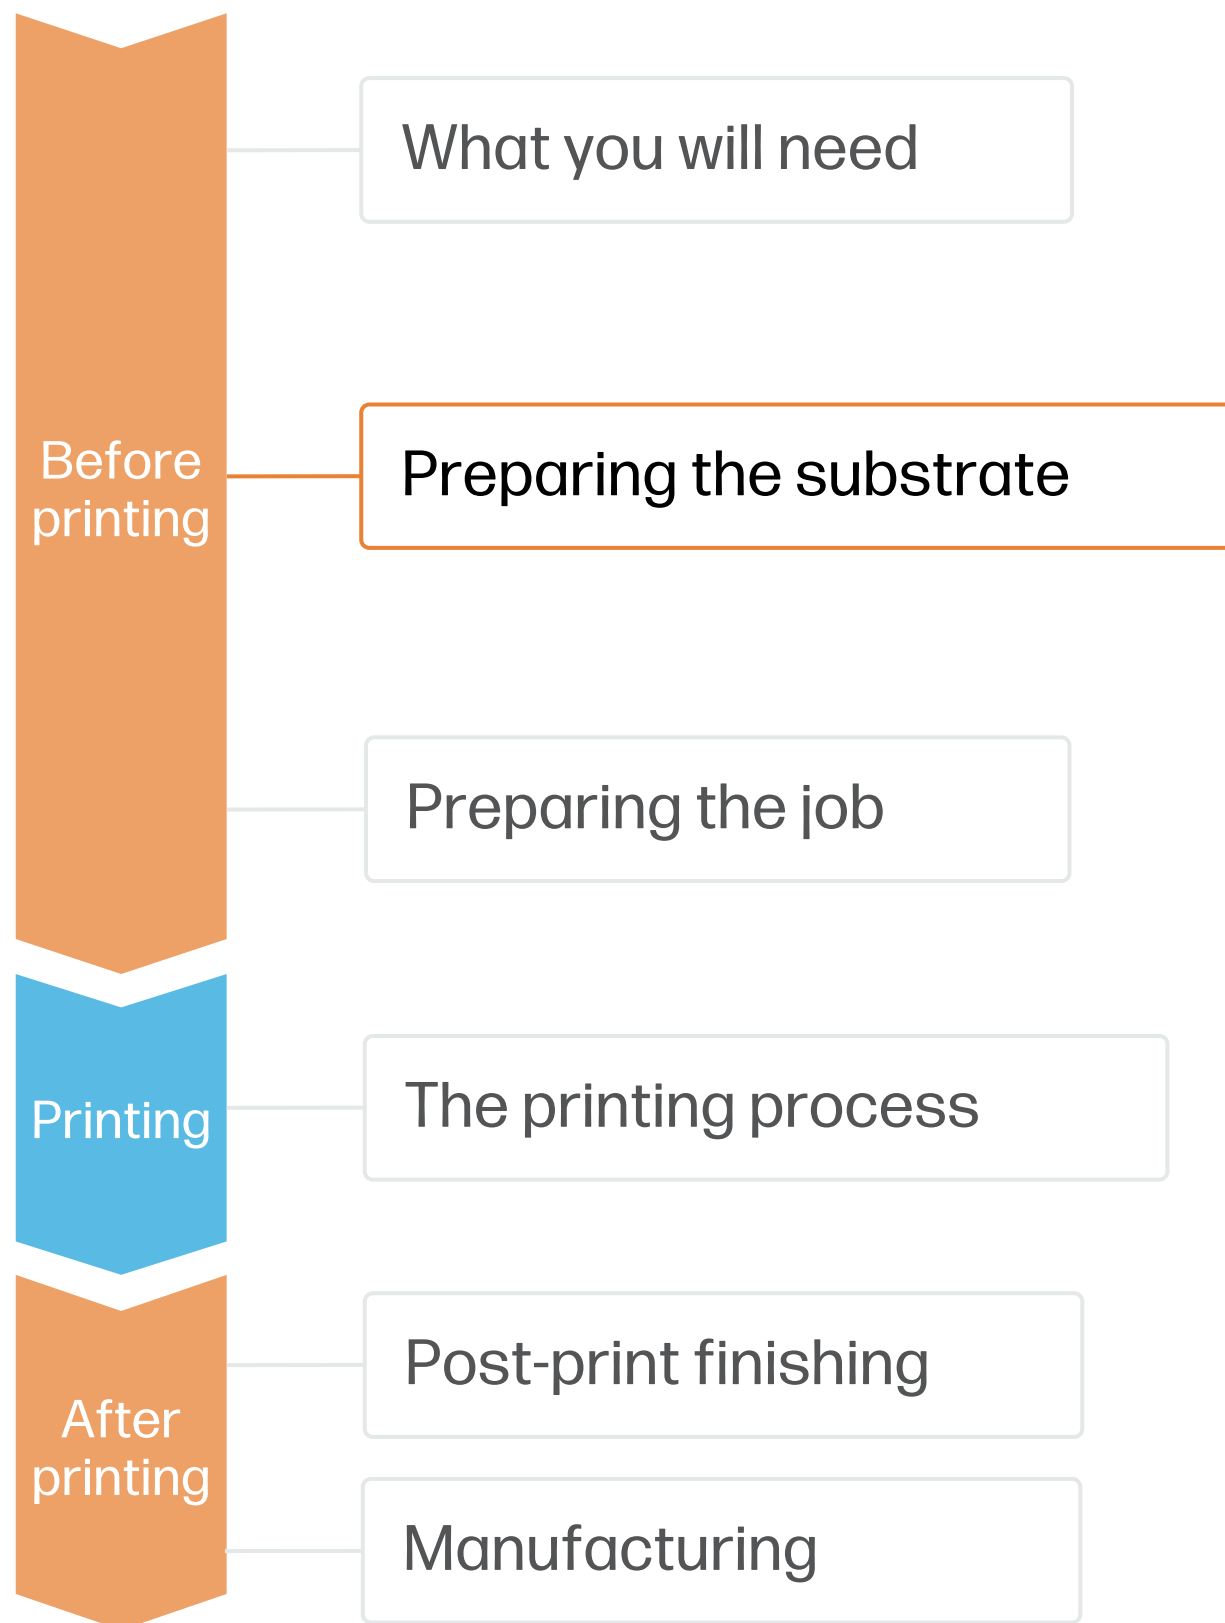 What you will need
Before
printing
Preparing the substrate
Preparing the job
Printing
The printing process
After
printing
Post-print finishing
Manufacturing